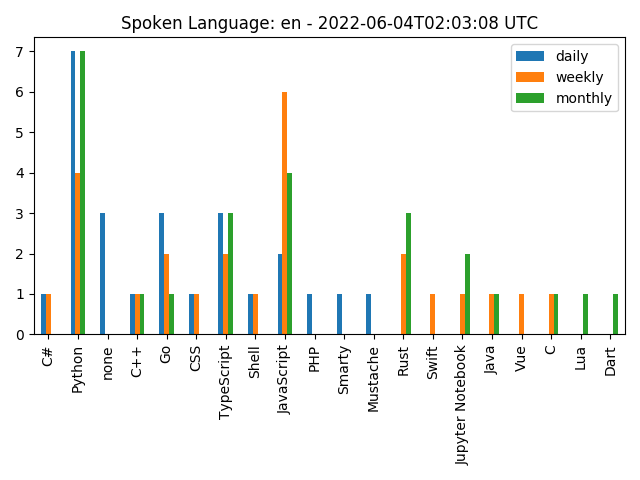 Spoken Language: en - 2022-06-04T02:03:08 UTC
daily
weekly
monthly
7
6
5
4
3
2
1
0
C#
Python
none
C++
Go
CSS
TypeScript
Shell
JavaScript
PHP
Smarty
Mustache
Rust
Swift
Jupyter Notebook
Java
Vue
C
Lua
Dart